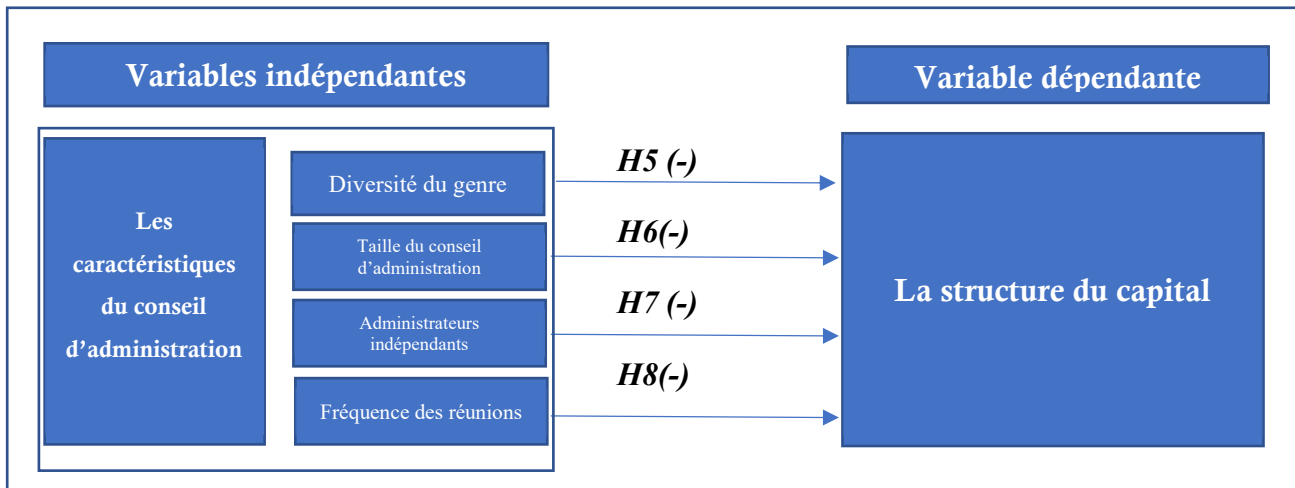 Variables indépendantes
Variable dépendante
Les
caractéristiques
du conseil
d’administration
Diversité du genre
Taille du conseil
d’administration
Administrateurs
indépendants
Fréquence des réunions
H5 (-)
H6(-)
H7 (-)
H8(-)
La structure du capital